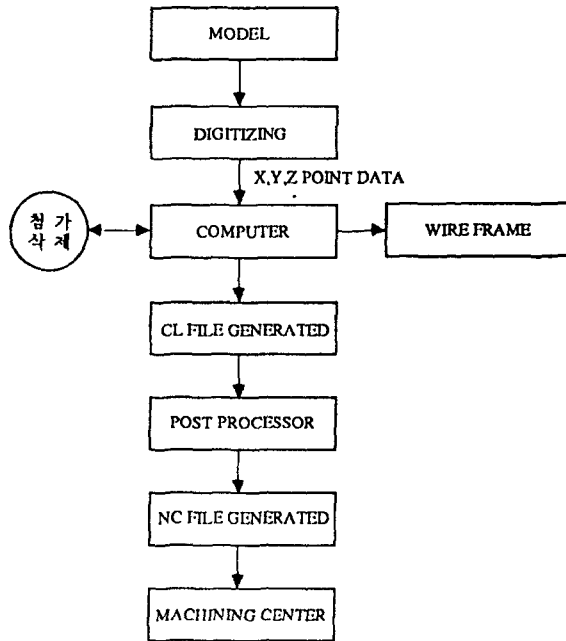 MODEL
DIGITIZING
X,Y,Z POINT DATA
첨 가
삭 제
COMPUTER
WIRE FRAME
CL FILE GENERATED
POST PROCESSOR
NC FILE GENERATED
MACHINING CENTER